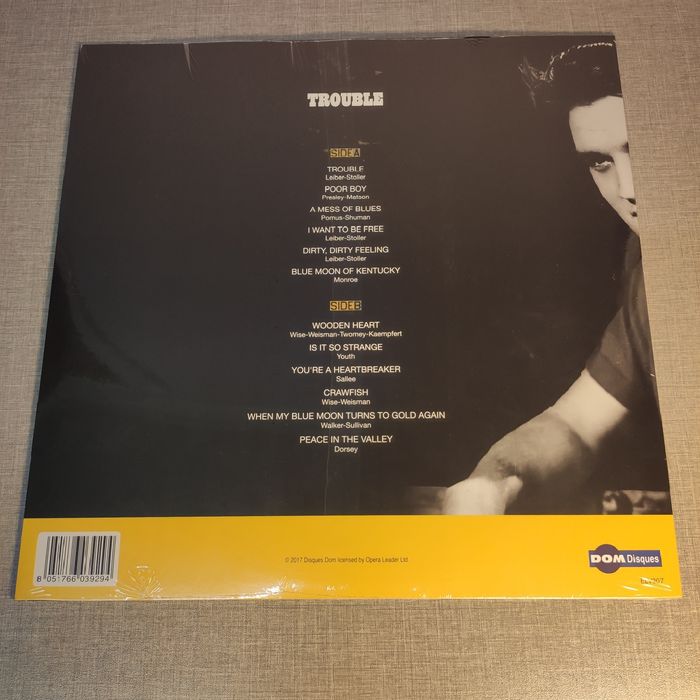 TROUBLE
SIDE A
TROUBLE
Leiber-Stoller
POOR BOY
Presley-Matson
A MESS OF BLUES
Pomus-Shuman
I WANT TO BE FREE
Leiber-Stoller
DIRTY, DIRTY FEELING
Leiber-Stoller
BLUE MOON OF KENTUCKY
Monroe
SIDE B
WOODEN HEART
Wise-Weisman-Twomey-Kaempfert
IS IT SO STRANGE
Youth
YOU'RE A HEARTBREAKER
Sallee
CRAWFISH
Wise-Weisman
WHEN MY BLUE MOON TURNS TO GOLD AGAIN
Walker-Sullivan
PEACE IN THE VALLEY
Dorsey
© 2017 Disques Dom licensed by Opera Leader Ltd.
DOM Disques
8 051766 039294